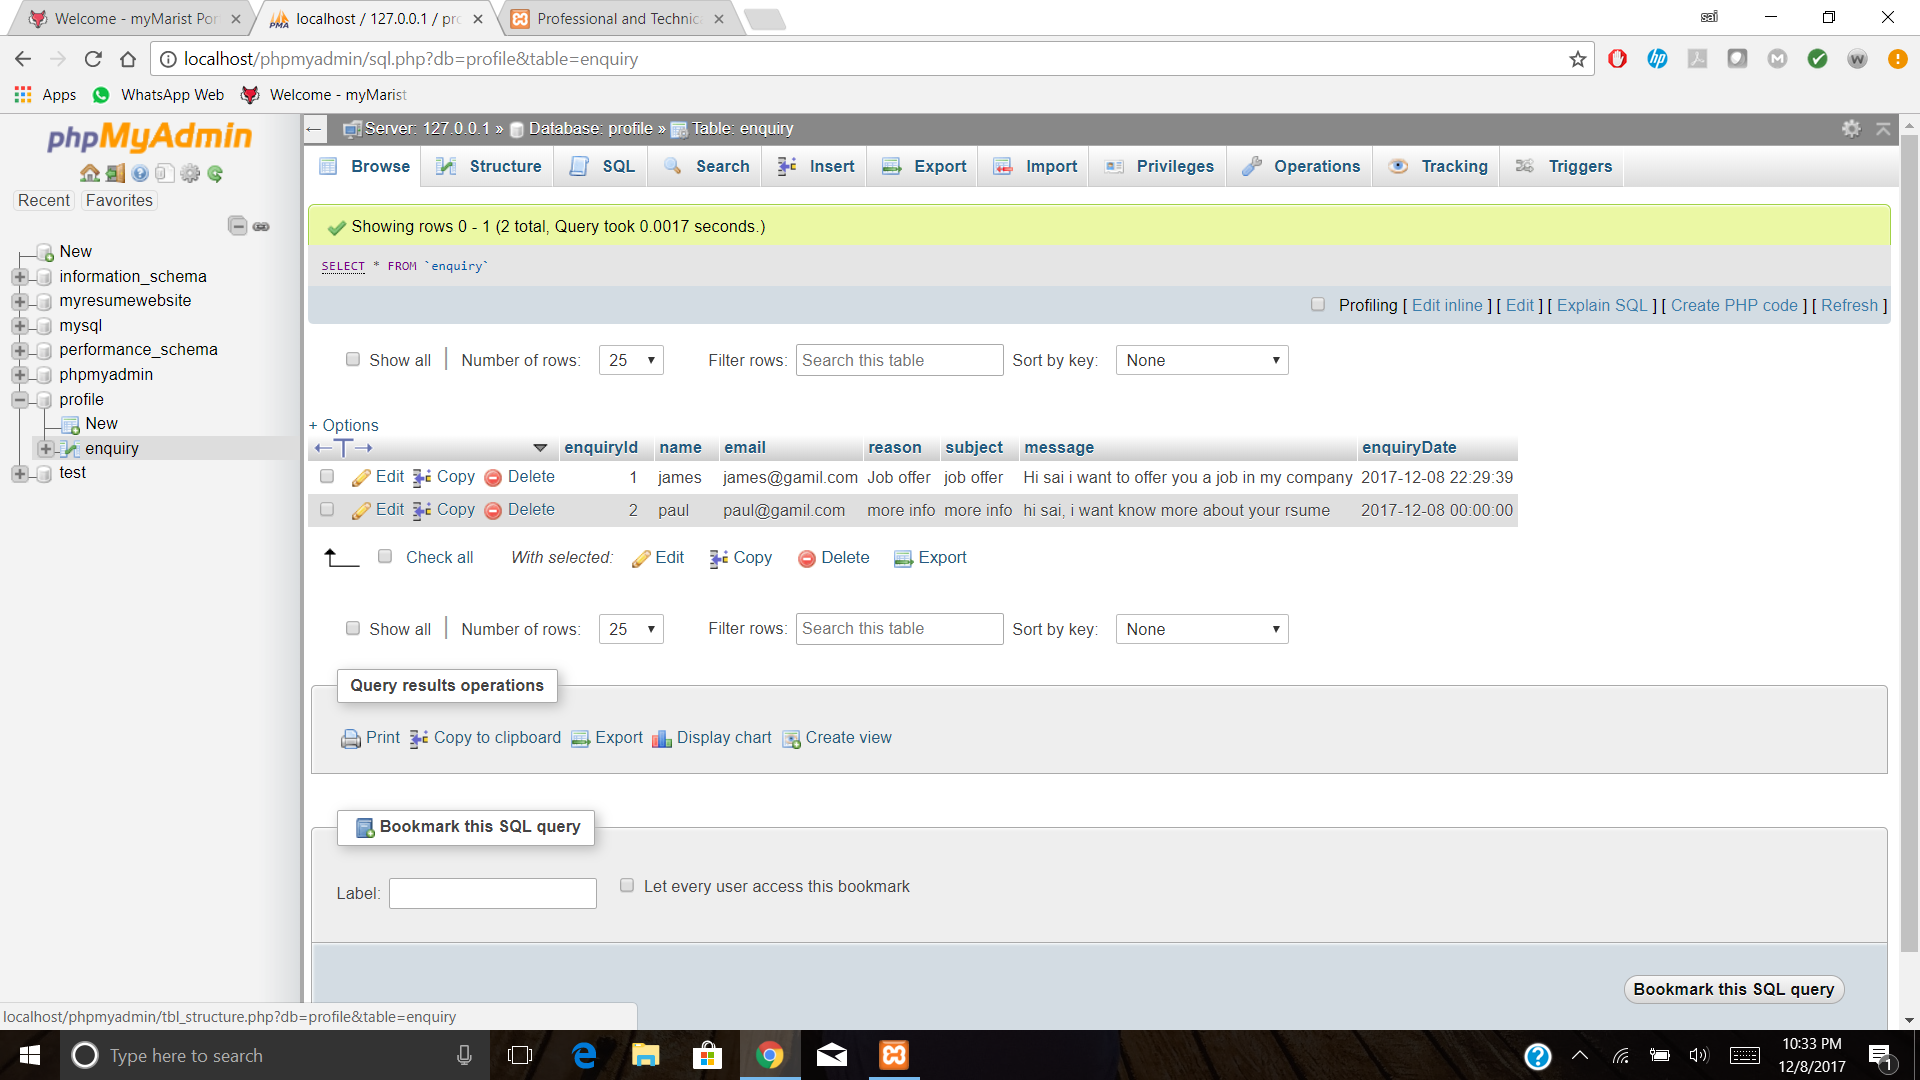 Welcome - myMarist Por
localhost / 127.0.0.1 / pro
Professional and Technica
sai
localhost/phpmyadmin/sql.php?db=profile&table=enquiry
Apps WhatsApp Web Welcome - myMarist
phpMyAdmin
Recent Favorites
New
information_schema
myresumewebsite
mysql
performance_schema
phpmyadmin
profile
New
enquiry
test
Server: 127.0.0.1 » Database: profile » Table: enquiry
Browse Structure SQL Search Insert Export Import Privileges Operations Tracking Triggers
Showing rows 0 - 1 (2 total, Query took 0.0017 seconds.)
SELECT * FROM `enquiry`
Profiling [ Edit inline ] [ Edit ] [ Explain SQL ] [ Create PHP code ] [ Refresh ]
Show all Number of rows: 25 Filter rows: Search this table Sort by key: None
+ Options
enquiryId name email reason subject message enquiryDate
Edit Copy Delete 1 james james@gamil.com Job offer job offer Hi sai i want to offer you a job in my company 2017-12-08 22:29:39
Edit Copy Delete 2 paul paul@gamil.com more info more info hi sai, i want know more about your rsume 2017-12-08 00:00:00
Check all With selected: Edit Copy Delete Export
Show all Number of rows: 25 Filter rows: Search this table Sort by key: None
Query results operations
Print Copy to clipboard Export Display chart Create view
Bookmark this SQL query
Label: Let every user access this bookmark
Bookmark this SQL query
localhost/phpmyadmin/tbl_structure.php?db=profile&table=enquiry
Type here to search
10:33 PM
12/8/2017
1